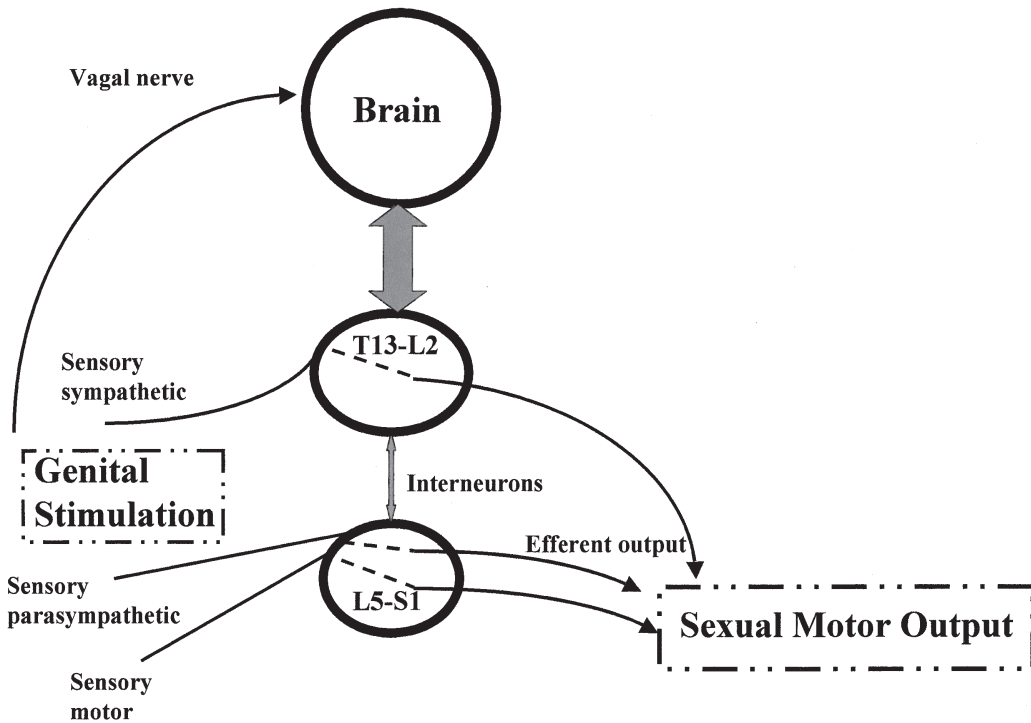 Vagal nerve
Brain
T13-L2
Sensory
sympathetic
Genital
Stimulation
Interneurons
Efferent output
Sensory
parasympathetic
L5-S1
Sexual Motor Output
Sensory
motor